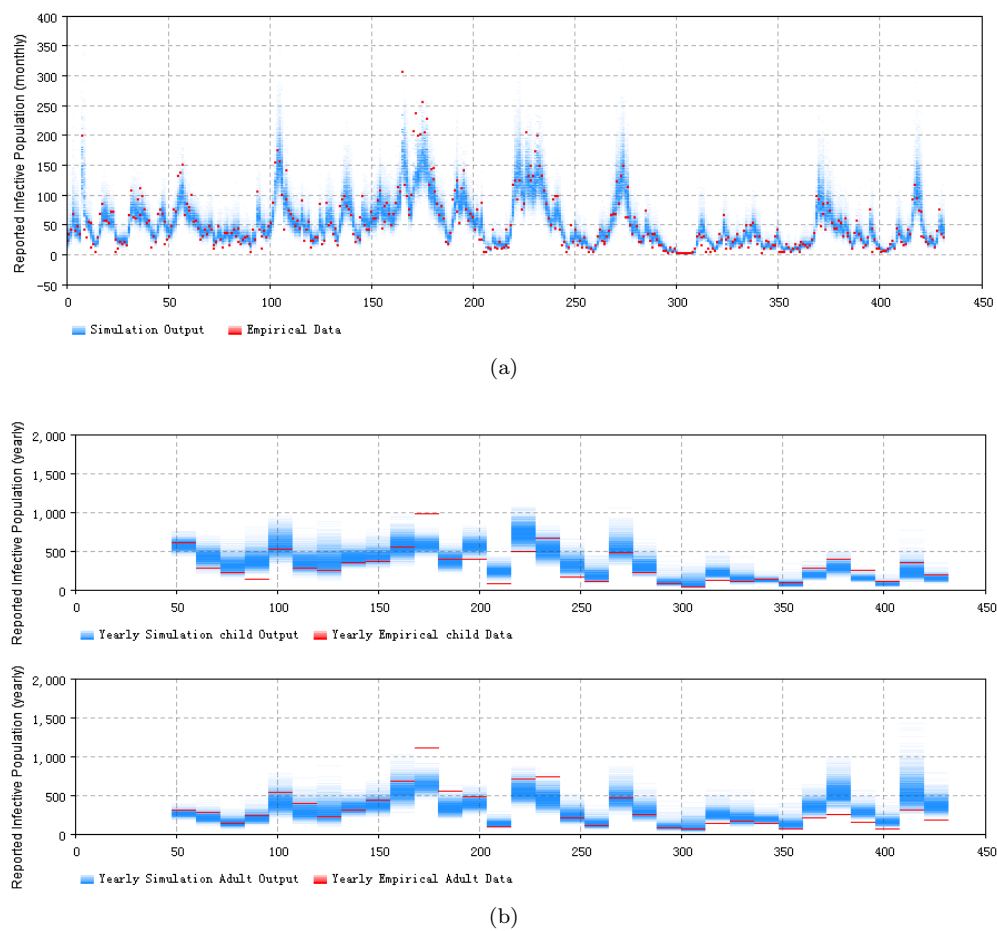 Reported Infective Population (monthly)
400
350
300
250
200
150
100
50
0
−50
0 50 100 150 200 250 300 350 400 450
Simulation Output Empirical Data
(a)
Reported Infective Population (yearly)
2,000
1,500
1,000
500
0
0 50 100 150 200 250 300 350 400 450
Yearly Simulation child Output Yearly Empirical child Data
Reported Infective Population (yearly)
2,000
1,500
1,000
500
0
0 50 100 150 200 250 300 350 400 450
Yearly Simulation Adult Output Yearly Empirical Adult Data
(b)